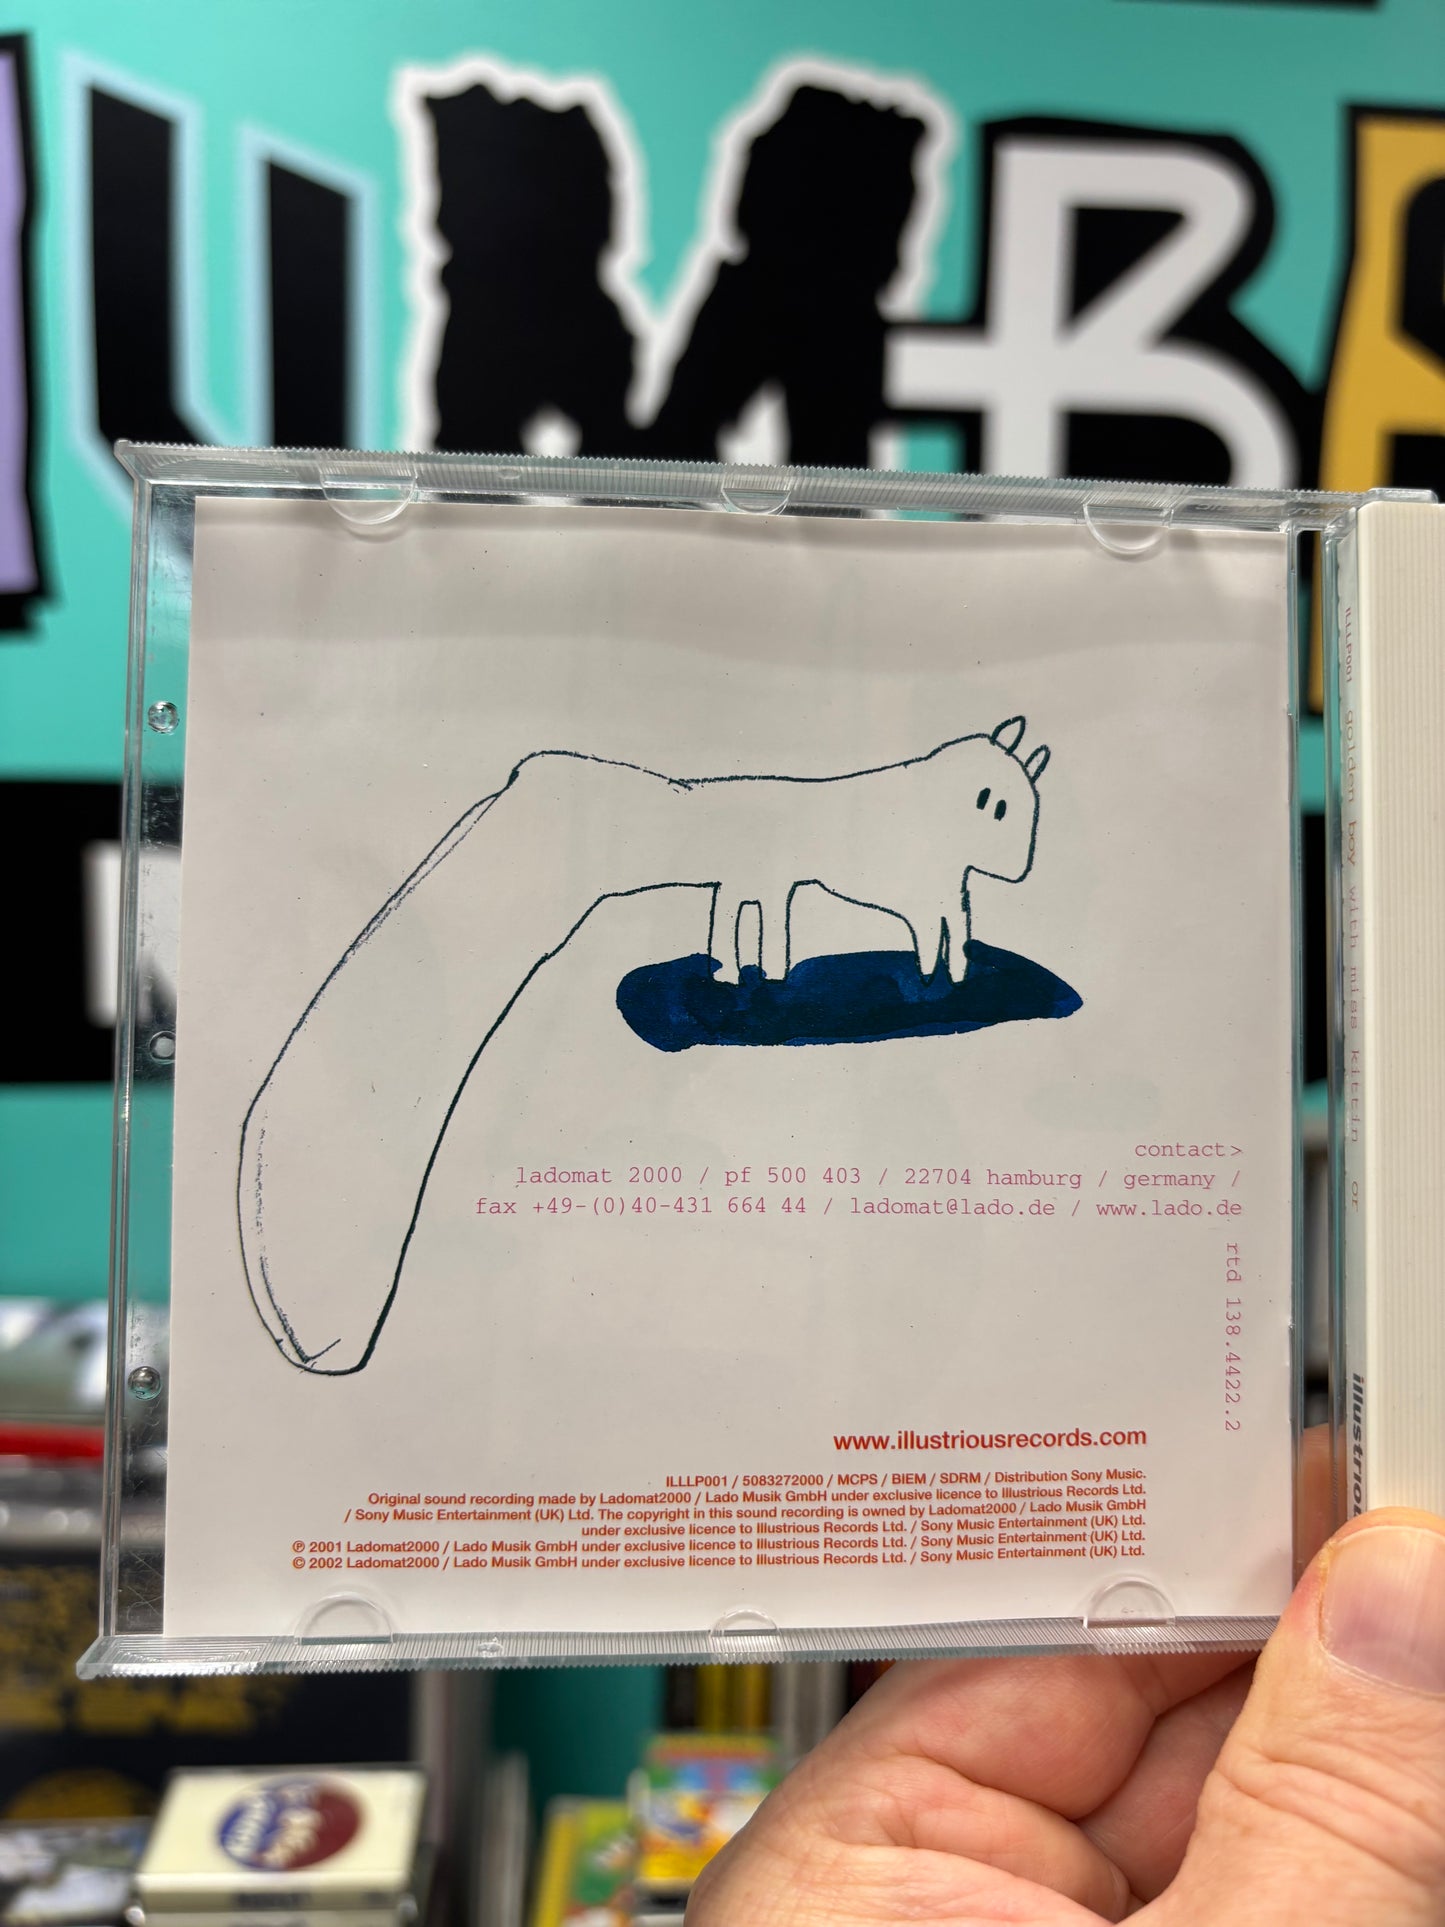 UMB
contact>
ladomat 2000 / pf 500 403 / 22704 hamburg / germany /
fax +49-(0)40-431 664 44 / ladomat@lado.de / www.lado.de
rtd 138.4422.2
www.illustriousrecords.com
ILLLP001 / 5083272000 / MCPS / BIEM / SDRM / Distribution Sony Music.
Original sound recording made by Ladomat2000 / Lado Musik GmbH under exclusive licence to Illustrious Records Ltd.
/ Sony Music Entertainment (UK) Ltd. The copyright in this sound recording is owned by Ladomat2000 / Lado Musik GmbH
under exclusive licence to Illustrious Records Ltd. / Sony Music Entertainment (UK) Ltd.
℗ 2001 Ladomat2000 / Lado Musik GmbH under exclusive licence to Illustrious Records Ltd. / Sony Music Entertainment (UK) Ltd.
© 2002 Ladomat2000 / Lado Musik GmbH under exclusive licence to Illustrious Records Ltd. / Sony Music Entertainment (UK) Ltd.
ILLLP001 golden boy with miss kittin or